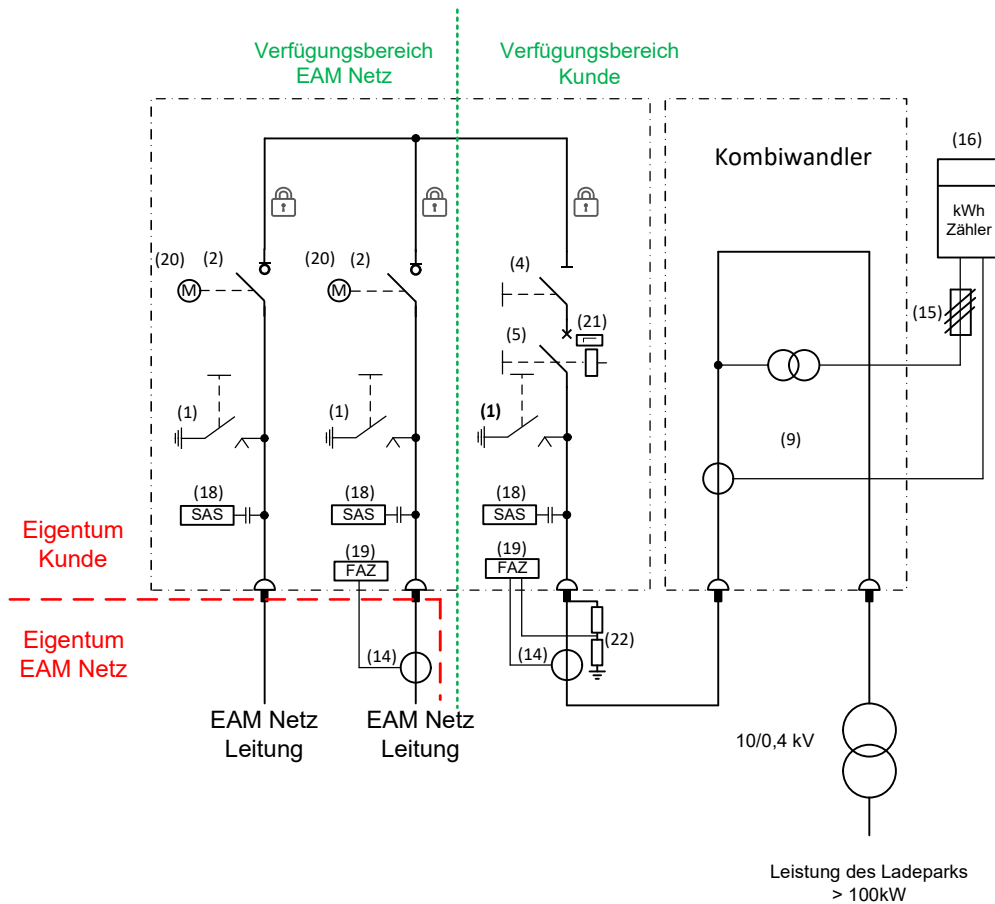 Verfügungsbereich
EAM Netz
Verfügungsbereich
Kunde
Kombiwandler
(16)
kWh
Zähler
(20)
(2)
(20)
(2)
(4)
(21)
(5)
(15)
(1)
(1)
(1)
(9)
(18)
SAS
(18)
SAS
(18)
SAS
(19)
FAZ
(19)
FAZ
M
M
Eigentum
Kunde
Eigentum
EAM Netz
(14)
(14)
(22)
EAM Netz
Leitung
EAM Netz
Leitung
10/0,4 kV
Leistung des Ladeparks
> 100kW